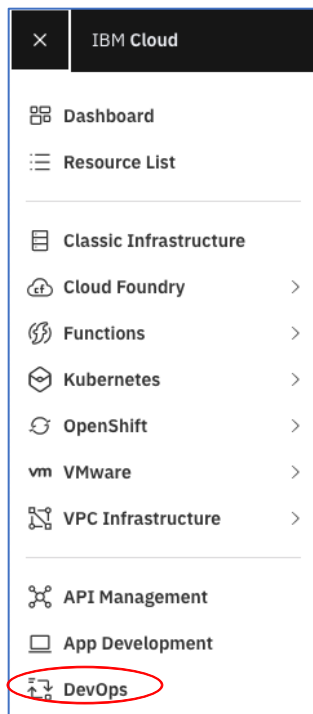 IBM Cloud
Dashboard
Resource List
Classic Infrastructure
cf Cloud Foundry
Functions
Kubernetes
OpenShift
vm VMware
VPC Infrastructure
API Management
App Development
DevOps